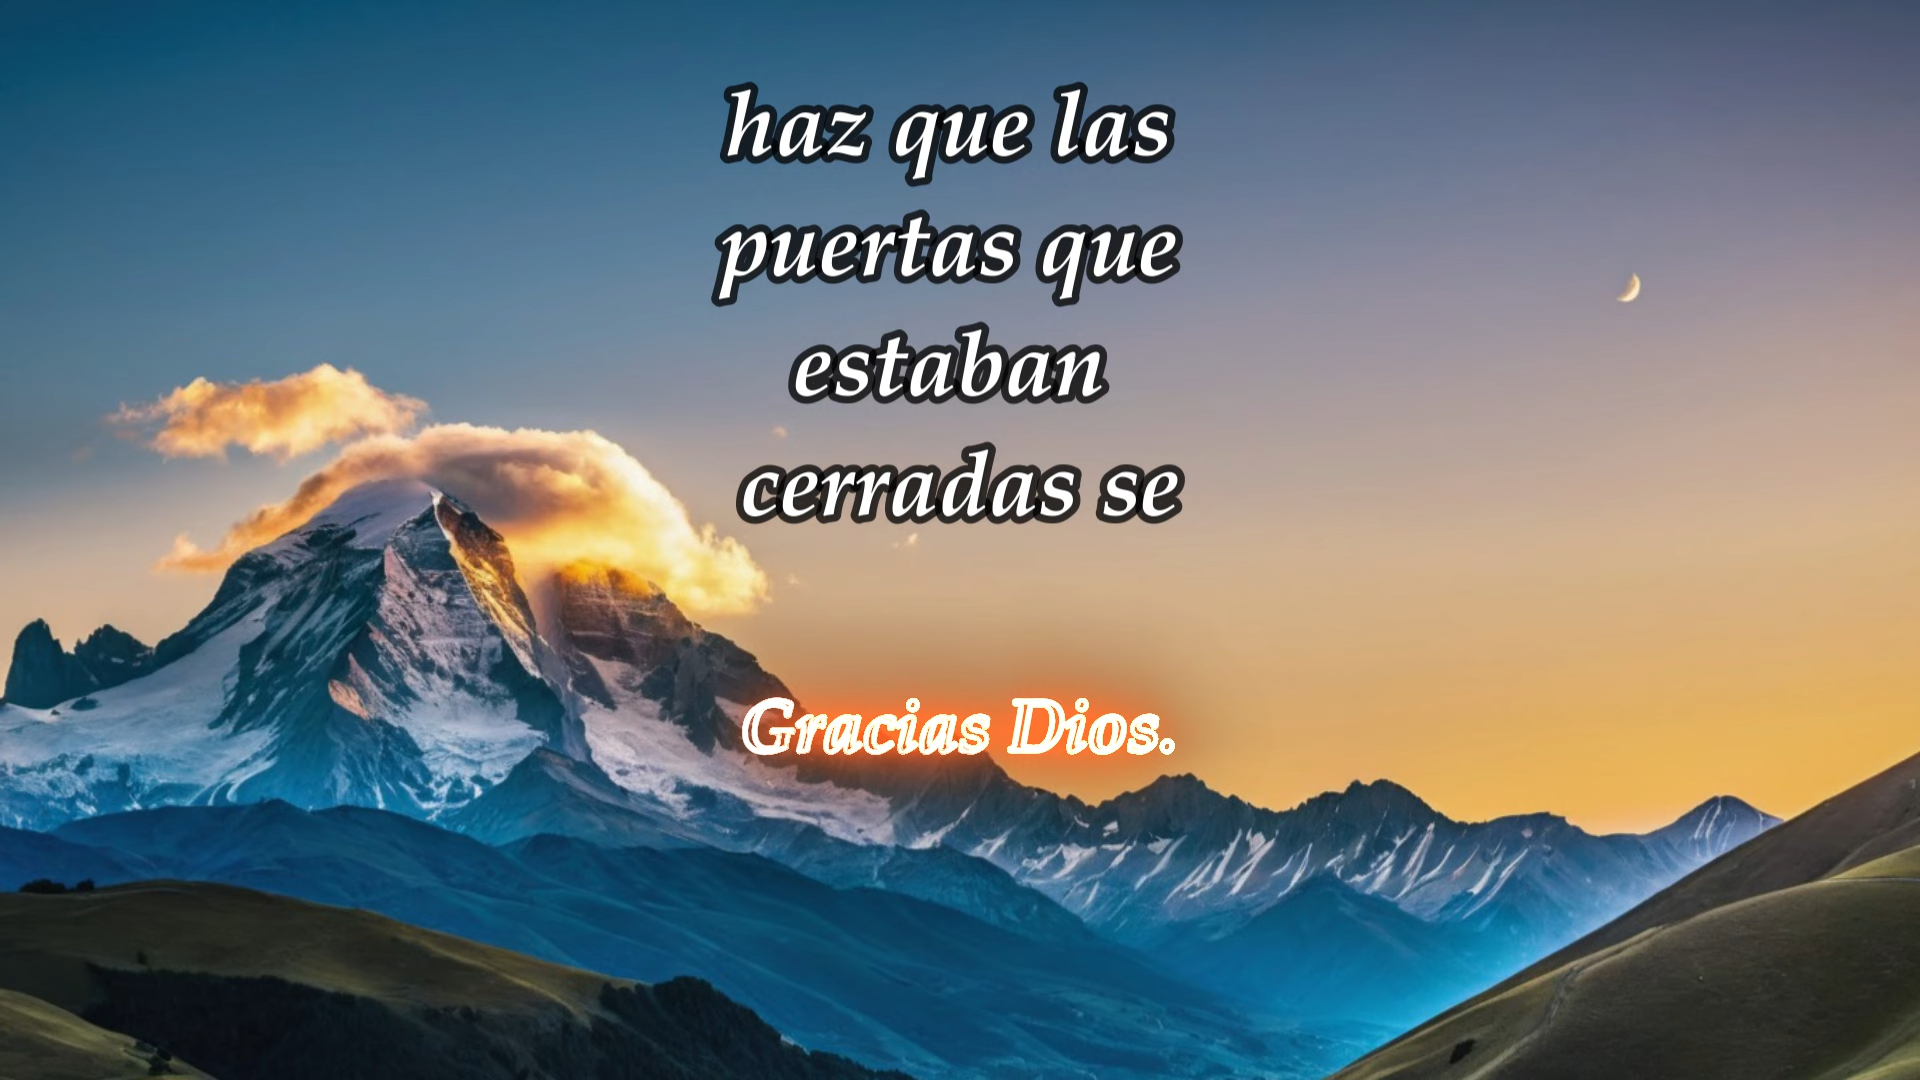 haz que las
puertas que
estaban
cerradas se
Gracias Dios.